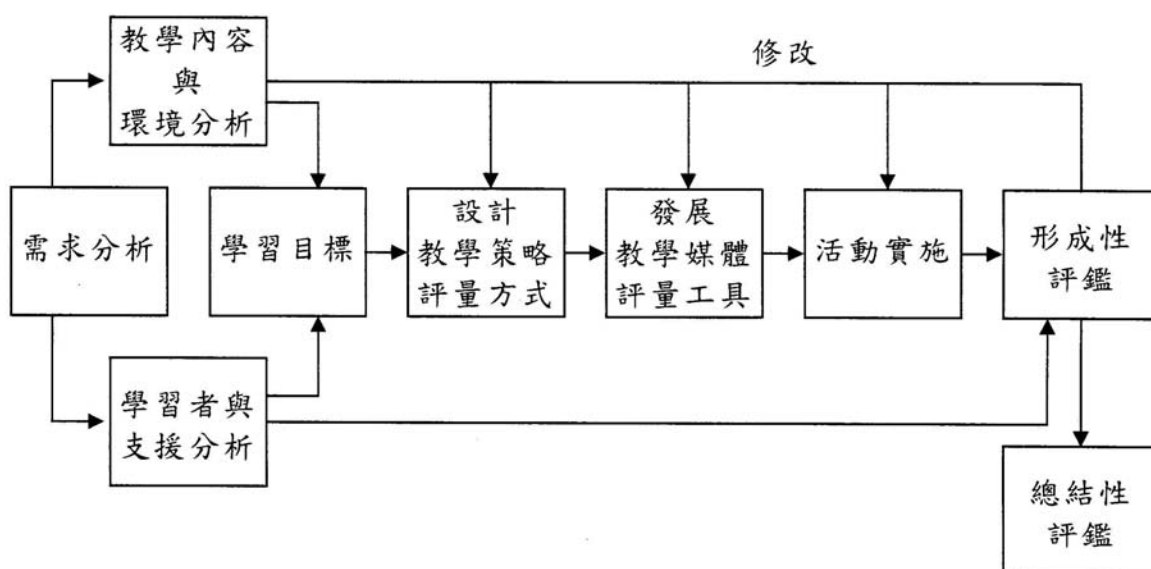 教學內容
與
環境分析
修改
需求分析
學習目標
設計
教學策略
評量方式
發展
教學媒體
評量工具
活動實施
形成性
評鑑
學習者與
支援分析
總結性
評鑑